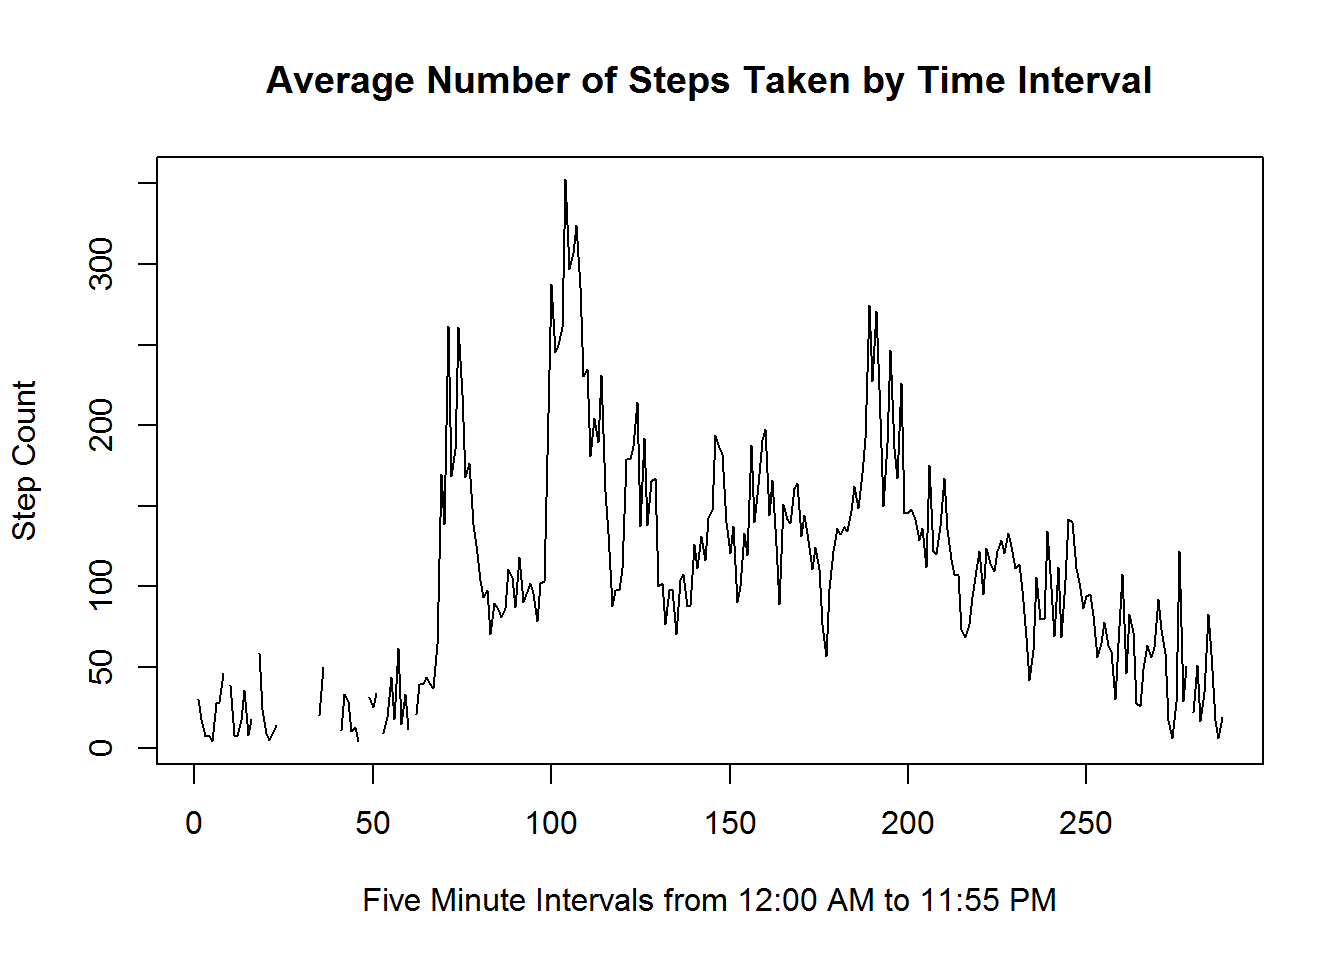 Average Number of Steps Taken by Time Interval
Step Count
300
200
100
50
0
0 50 100 150 200 250
Five Minute Intervals from 12:00 AM to 11:55 PM